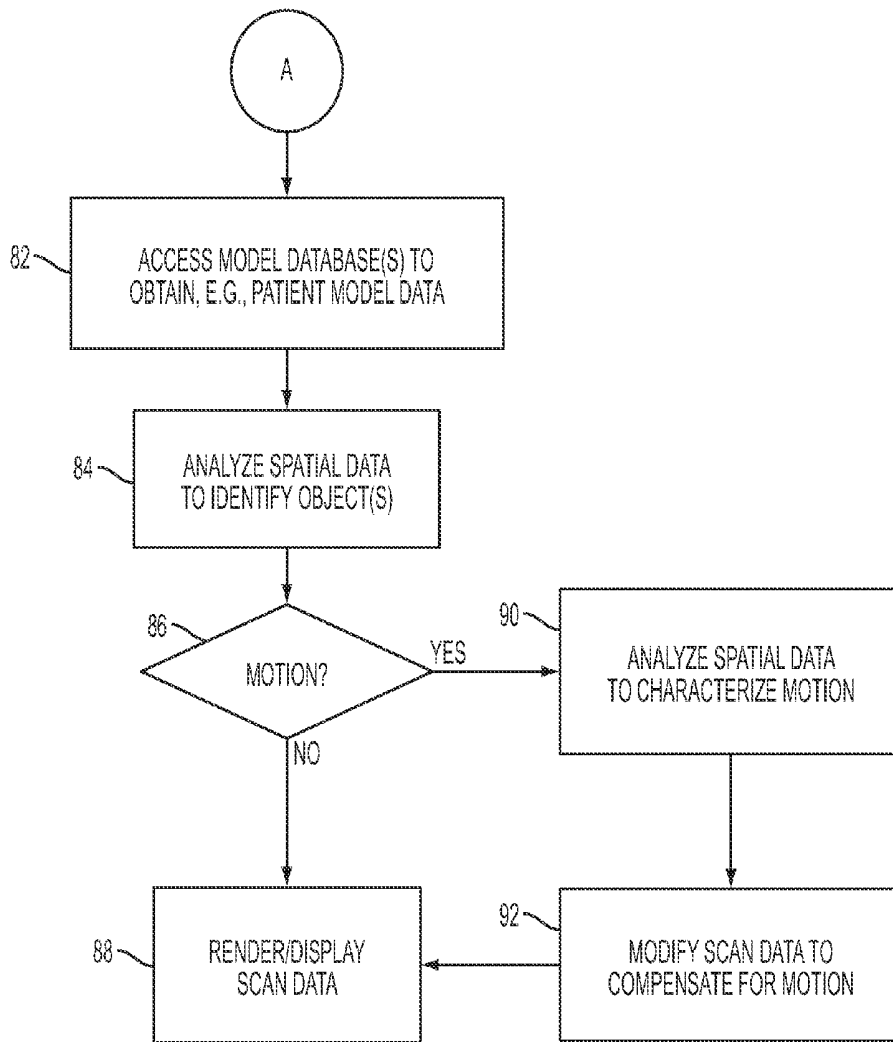 A
82
ACCESS MODEL DATABASE(S) TO
OBTAIN, E.G., PATIENT MODEL DATA
84
ANALYZE SPATIAL DATA
TO IDENTIFY OBJECT(S)
86
MOTION?
YES
NO
90
ANALYZE SPATIAL DATA
TO CHARACTERIZE MOTION
88
RENDER/DISPLAY
SCAN DATA
92
MODIFY SCAN DATA TO
COMPENSATE FOR MOTION